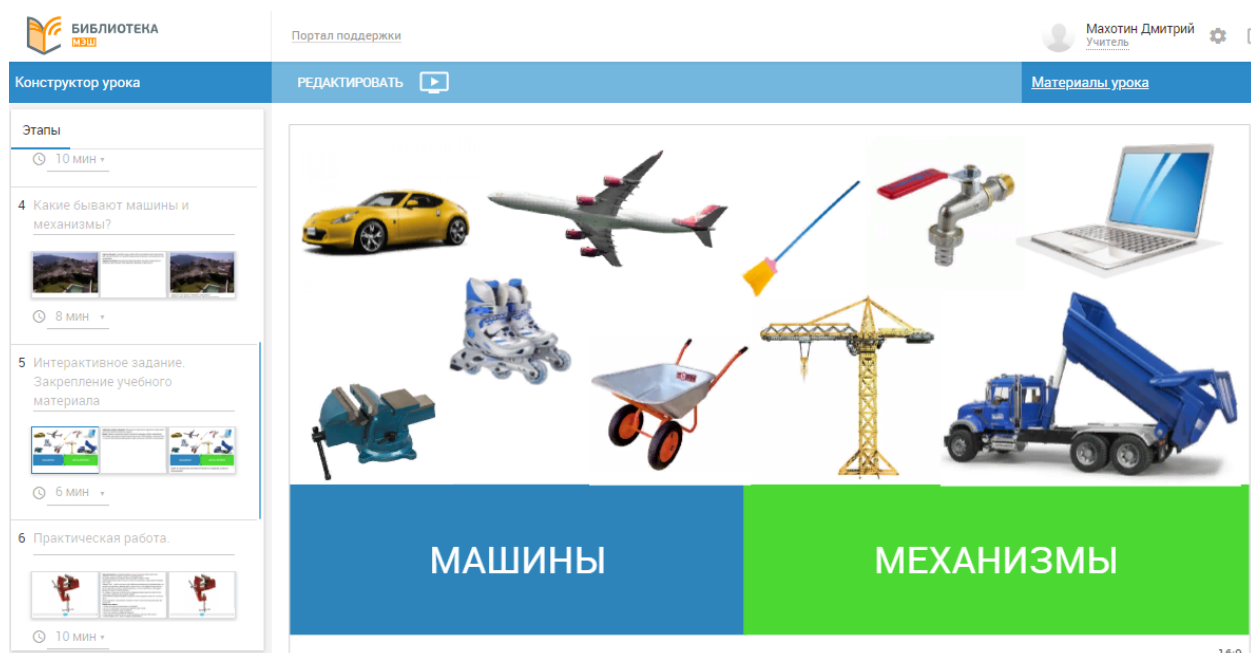 БИБЛИОТЕКА
МЭШ
Портал поддержки
Махотин Дмитрий
Учитель
Конструктор урока
РЕДАКТИРОВАТЬ
Материалы урока
Этапы
10 мин
4 Какие бывают машины и
механизмы?
8 мин
5 Интерактивное задание.
Закрепление учебного
материала
6 мин
6 Практическая работа.
10 мин
МАШИНЫ
МЕХАНИЗМЫ